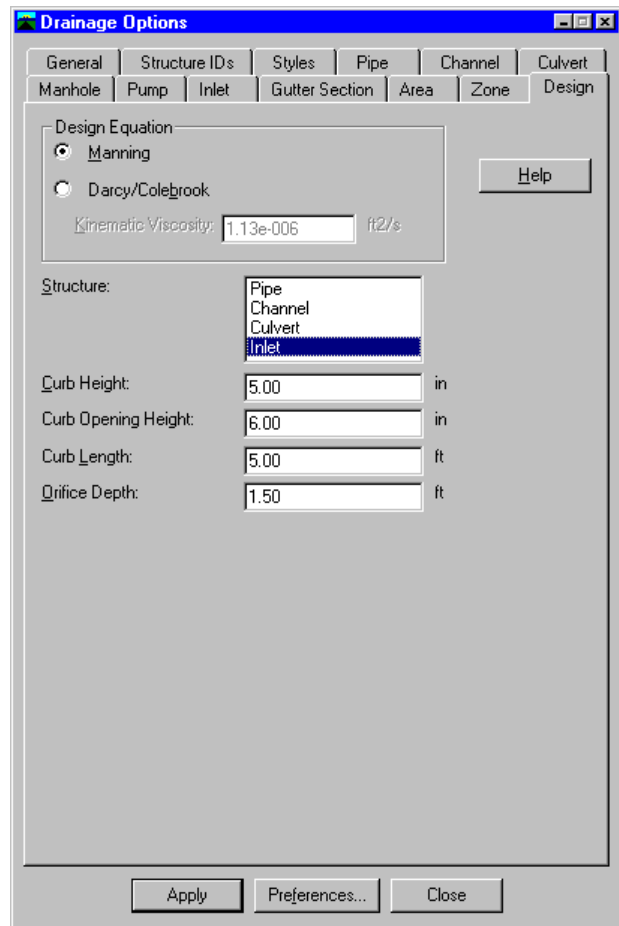 Drainage Options
General Structure IDs Styles Pipe Channel Culvert
Manhole Pump Inlet Gutter Section Area Zone Design
Design Equation
Manning
Help
Darcy/Colebrook
Kinematic Viscosity: 1.13e-006 ft2/s
Structure:
Pipe
Channel
Culvert
Inlet
Curb Height: 5.00 in
Curb Opening Height: 6.00 in
Curb Length: 5.00 ft
Orifice Depth: 1.50 ft
Apply Preferences... Close